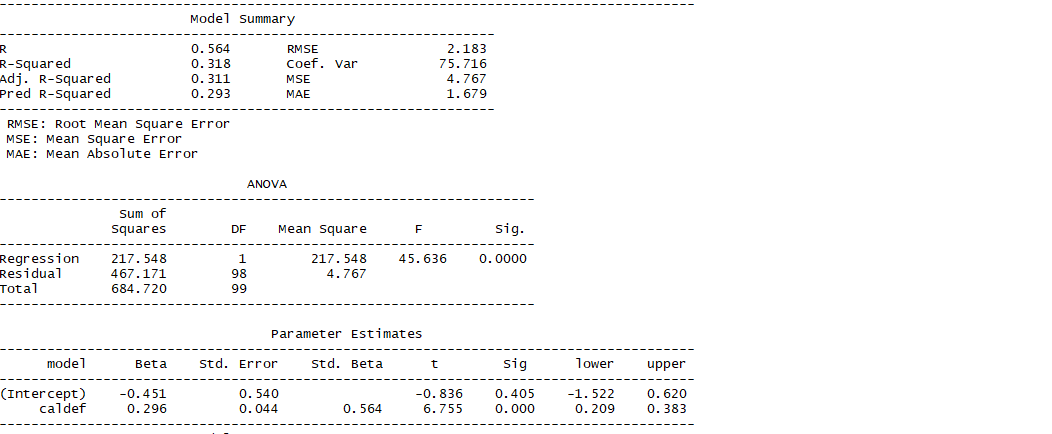 Model Summary
R 0.564 RMSE 2.183
R-Squared 0.318 Coef. Var 75.716
Adj. R-Squared 0.311 MSE 4.767
Pred R-Squared 0.293 MAE 1.679
RMSE: Root Mean Square Error
MSE: Mean Square Error
MAE: Mean Absolute Error
ANOVA
Sum of
Squares DF Mean Square F Sig.
Regression 217.548 1 217.548 45.636 0.0000
Residual 467.171 98 4.767
Total 684.720 99
Parameter Estimates
model Beta Std. Error Std. Beta t Sig lower upper
(Intercept) -0.451 0.540 -0.836 0.405 -1.522 0.620
caldef 0.296 0.044 0.564 6.755 0.000 0.209 0.383